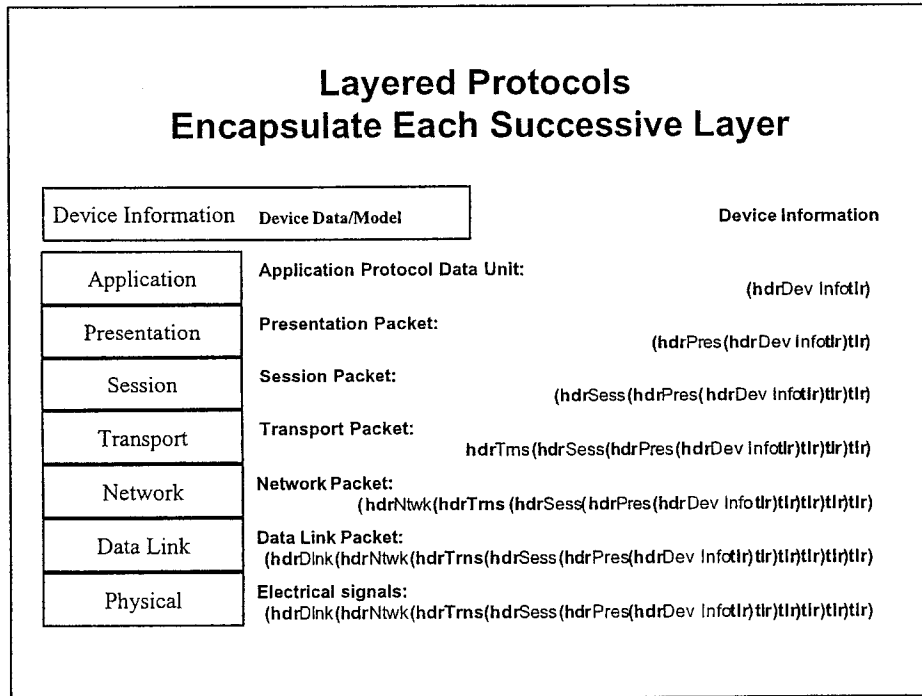 Layered Protocols
Encapsulate Each Successive Layer
Device Information Device Data/Model Device Information
Application Application Protocol Data Unit:
(hdrDev Infotlr)
Presentation Presentation Packet:
(hdrPres(hdrDev Infotlr)tlr)
Session Session Packet:
(hdrSess(hdrPres(hdrDev Infotlr)tlr)tlr)
Transport Transport Packet:
hdrTrns(hdrSess(hdrPres(hdrDev Infotlr)tlr)tlr)tlr)
Network Network Packet:
(hdrNtwk(hdrTrns (hdrSess(hdrPres(hdrDev Infotlr)tlr)tlr)tlr)tlr)
Data Link Data Link Packet:
(hdrDlnk(hdrNtwk(hdrTrns(hdrSess(hdrPres(hdrDev Infotlr)tlr)tlr)tlr)tlr)tlr)
Physical Electrical signals:
(hdrDlnk(hdrNtwk(hdrTrns(hdrSess(hdrPres(hdrDev Infotlr)tlr)tlr)tlr)tlr)tlr)